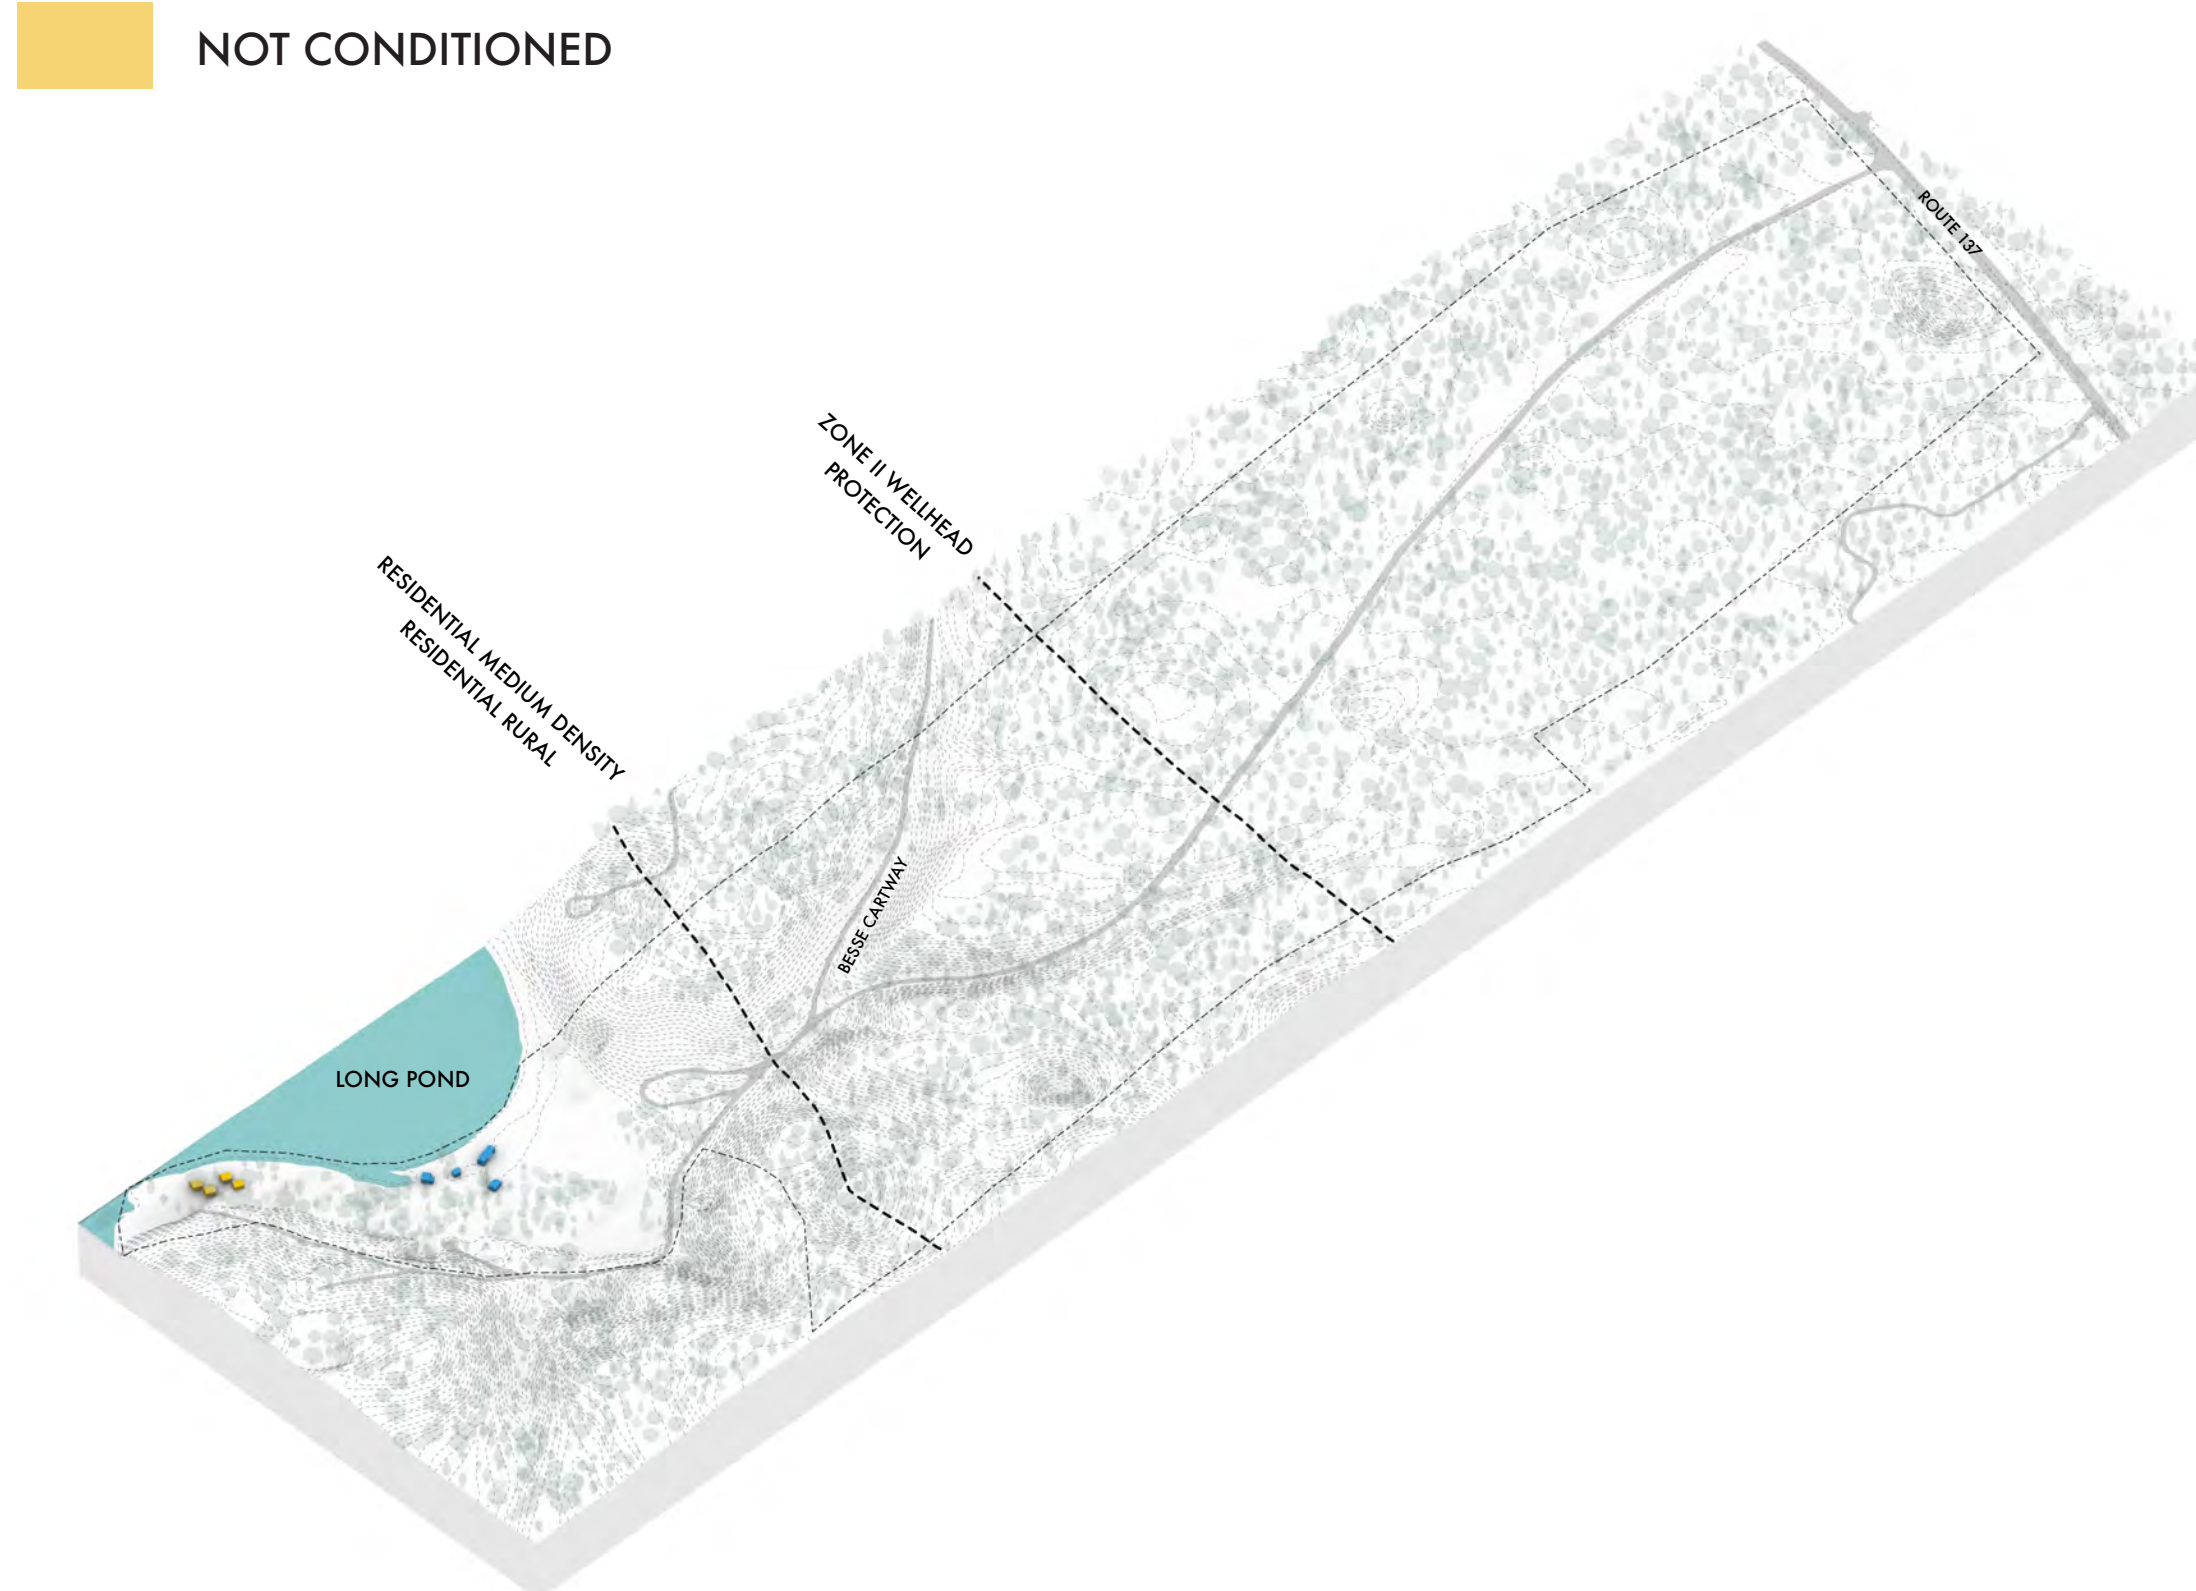 NOT CONDITIONED
ROUTE 137
ZONE II WELLHEAD
PROTECTION
RESIDENTIAL MEDIUM DENSITY
RESIDENTIAL RURAL
BESSE CARTWAY
LONG POND